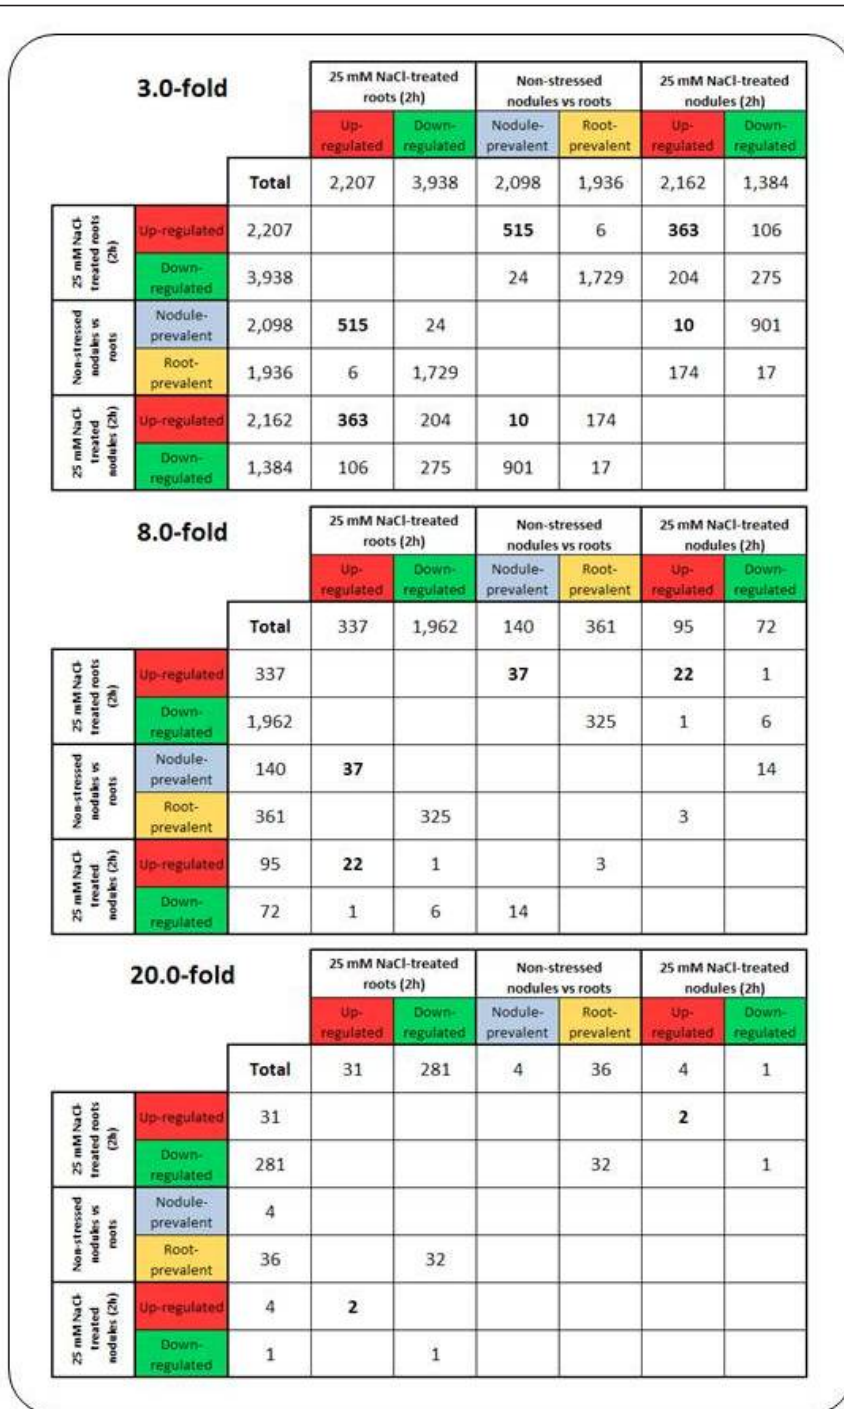 3.0-fold
25 mM NaCl-treated roots (2h) Non-stressed nodules vs roots 25 mM NaCl-treated nodules (2h)
Up-regulated Down-regulated Nodule-prevalent Root-prevalent Up-regulated Down-regulated
Total 2,207 3,938 2,098 1,936 2,162 1,384
25 mM NaCl-treated roots (2h)
Up-regulated 2,207 515 6 363 106
Down-regulated 3,938 24 1,729 204 275
Non-stressed nodules vs roots
Nodule-prevalent 2,098 515 24 10 901
Root-prevalent 1,936 6 1,729 174 17
25 mM NaCl-treated nodules (2h)
Up-regulated 2,162 363 204 10 174
Down-regulated 1,384 106 275 901 17
8.0-fold
25 mM NaCl-treated roots (2h) Non-stressed nodules vs roots 25 mM NaCl-treated nodules (2h)
Up-regulated Down-regulated Nodule-prevalent Root-prevalent Up-regulated Down-regulated
Total 337 1,962 140 361 95 72
25 mM NaCl-treated roots (2h)
Up-regulated 337 37 22 1
Down-regulated 1,962 325 1 6
Non-stressed nodules vs roots
Nodule-prevalent 140 37 14
Root-prevalent 361 325 3
25 mM NaCl-treated nodules (2h)
Up-regulated 95 22 1 3
Down-regulated 72 1 6 14
20.0-fold
25 mM NaCl-treated roots (2h) Non-stressed nodules vs roots 25 mM NaCl-treated nodules (2h)
Up-regulated Down-regulated Nodule-prevalent Root-prevalent Up-regulated Down-regulated
Total 31 281 4 36 4 1
25 mM NaCl-treated roots (2h)
Up-regulated 31 2
Down-regulated 281 32 1
Non-stressed nodules vs roots
Nodule-prevalent 4
Root-prevalent 36 32
25 mM NaCl-treated nodules (2h)
Up-regulated 4 2
Down-regulated 1 1